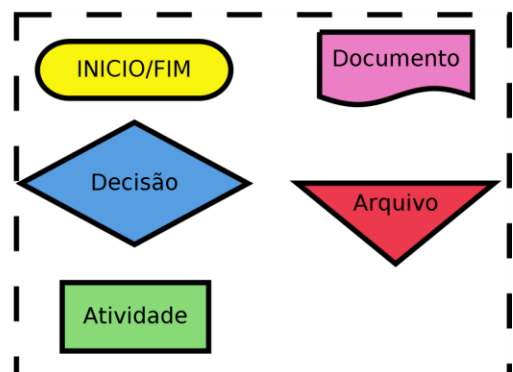 INICIO/FIM
Documento
Decisão
Arquivo
Atividade